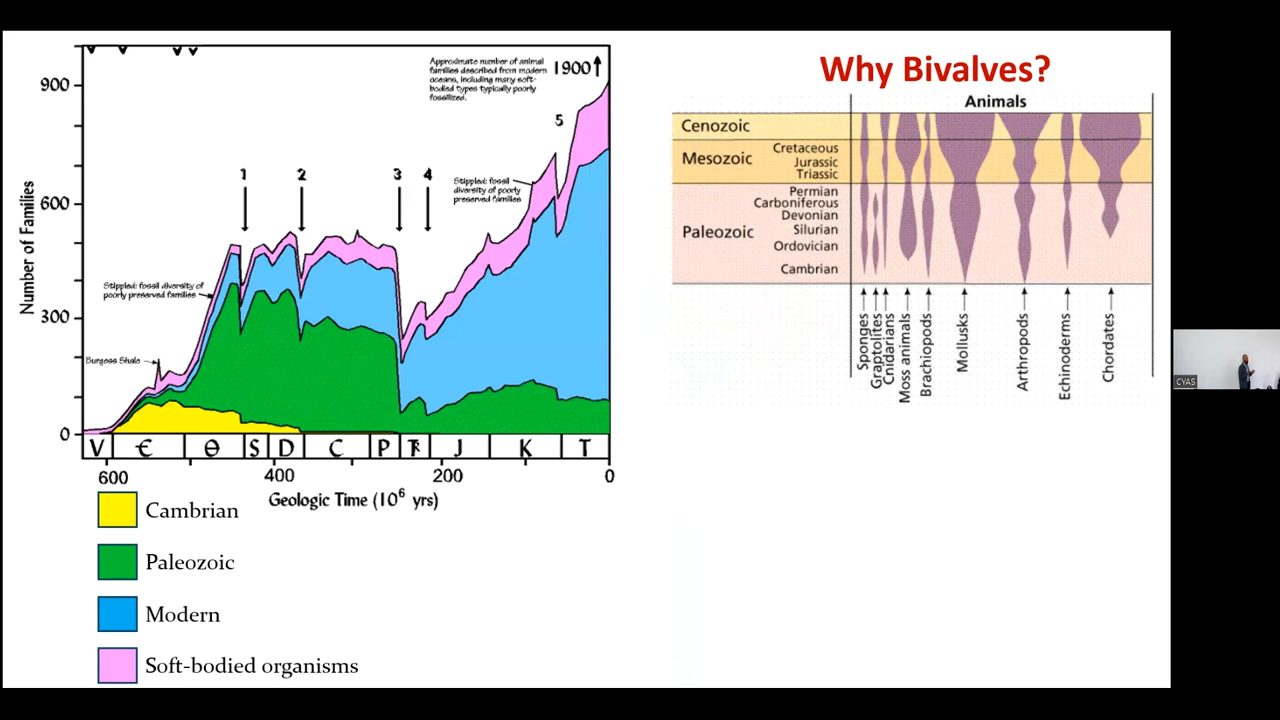 Why Bivalves?
Approximate number of animal
families described from modern
oceans, including many soft-
bodied types typically poorly
fossilized.
1900
900
600
300
0
Number of Families
1
2
3
4
5
Stippled: fossil
diversity of poorly
preserved families
Stippled: fossil diversity of
poorly preserved families
Burgess Shale
V Є O S D C P Ŧ J K T
600 400 200 0
Geologic Time (10⁶ yrs)
Cambrian
Paleozoic
Modern
Soft-bodied organisms
Animals
Cenozoic
Mesozoic
Cretaceous
Jurassic
Triassic
Paleozoic
Permian
Carboniferous
Devonian
Silurian
Ordovician
Cambrian
Sponges
Graptolites
Cnidarians
Moss animals
Brachiopods
Mollusks
Arthropods
Echinoderms
Chordates
CYAS